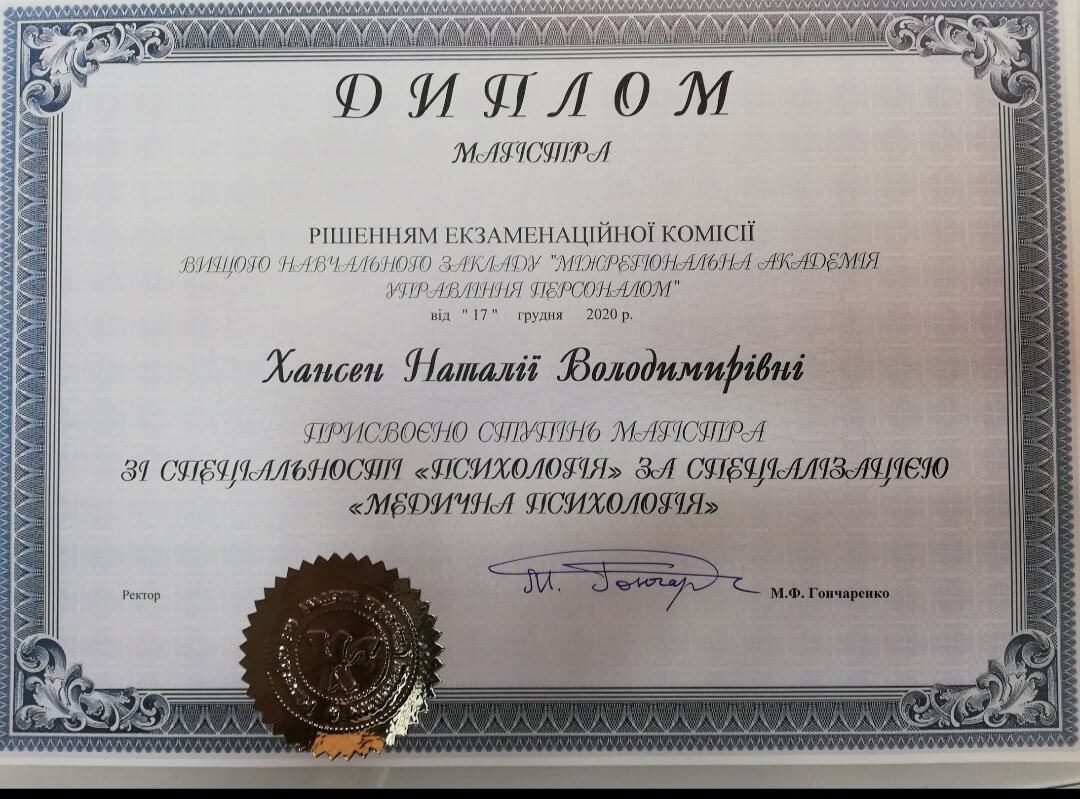 ДИПЛОМ
МАГІСТРА
РІШЕННЯМ ЕКЗАМЕНАЦІЙНОЇ КОМІСІЇ
ВИЩОГО НАВЧАЛЬНОГО ЗАКЛАДУ "МІЖРЕГІОНАЛЬНА АКАДЕМІЯ
УПРАВЛІННЯ ПЕРСОНАЛОМ"
від " 17 " грудня 2020 р.
Хансен Наталії Володимирівні
ПРИСВОЄНО СТУПІНЬ МАГІСТРА
ЗІ СПЕЦІАЛЬНОСТІ «ПСИХОЛОГІЯ» ЗА СПЕЦІАЛІЗАЦІЄЮ
«МЕДИЧНА ПСИХОЛОГІЯ»
Ректор М.Ф. Гончаренко